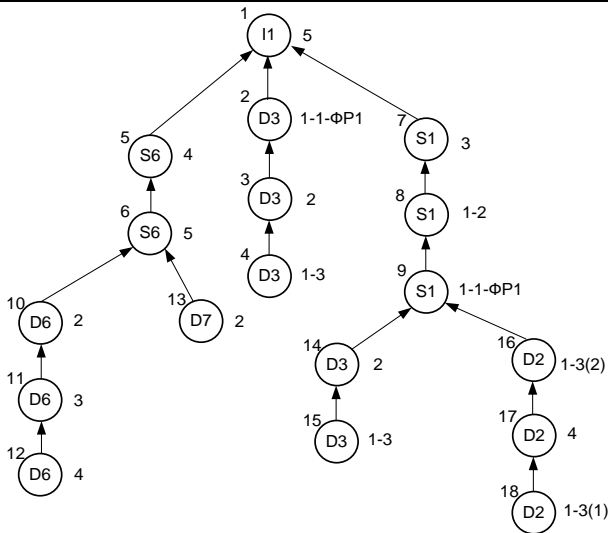 1 I1 5
2 D3 1-1-ФР1
5 S6 4
7 S1 3
3 D3 2
8 S1 1-2
6 S6 5
4 D3 1-3
9 S1 1-1-ФР1
10 D6 2
13 D7 2
14 D3 2
16 D2 1-3(2)
11 D6 3
15 D3 1-3
17 D2 4
12 D6 4
18 D2 1-3(1)